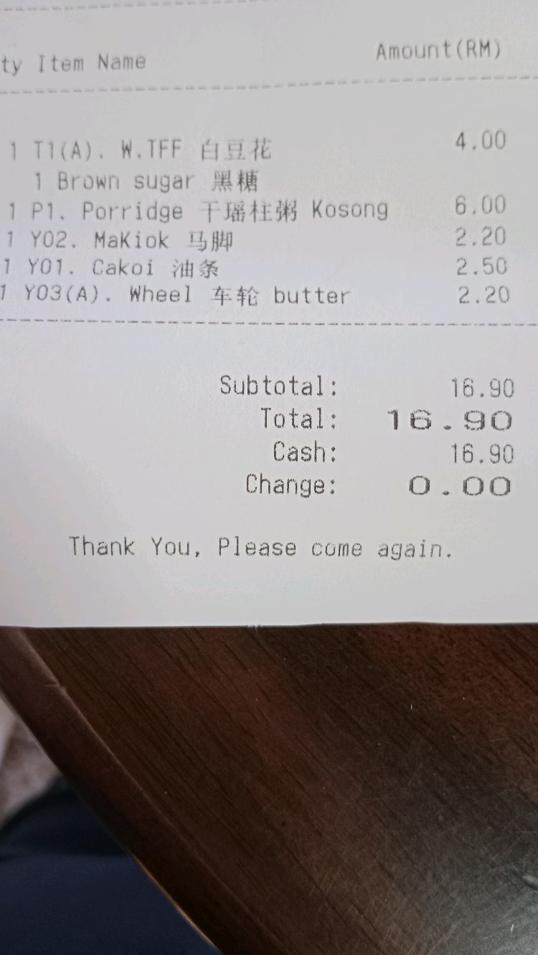 ty Item Name Amount(RM)
1 T1(A). W.TFF 白豆花 4.00
1 Brown sugar 黑糖
1 P1. Porridge 干瑶柱粥 Kosong 6.00
1 Y02. MaKiok 马脚 2.20
1 Y01. Cakoi 油条 2.50
1 Y03(A). Wheel 车轮 butter 2.20
Subtotal: 16.90
Total: 16.90
Cash: 16.90
Change: 0.00
Thank You, Please come again.